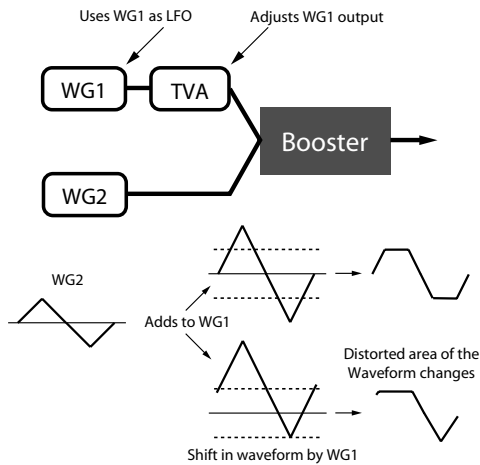 Uses WG1 as LFO
Adjusts WG1 output
WG1
TVA
Booster
WG2
WG2
Adds to WG1
Distorted area of the
Waveform changes
Shift in waveform by WG1